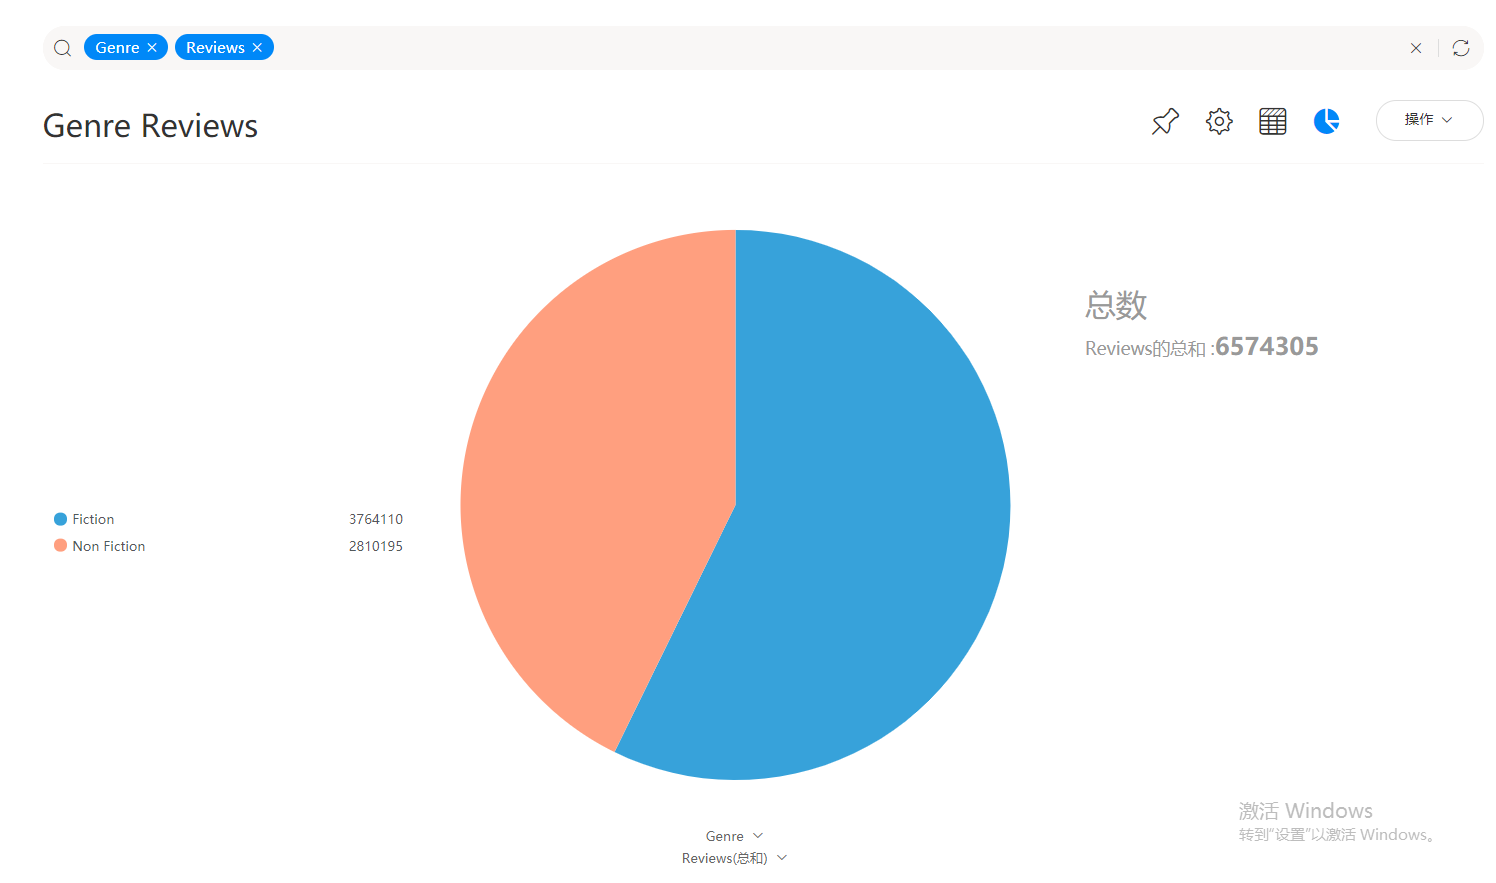 Genre Reviews
Genre Reviews
操作
总数
Reviews的总和 :6574305
Fiction 3764110
Non Fiction 2810195
Genre
Reviews(总和)
激活 Windows
转到"设置"以激活 Windows。